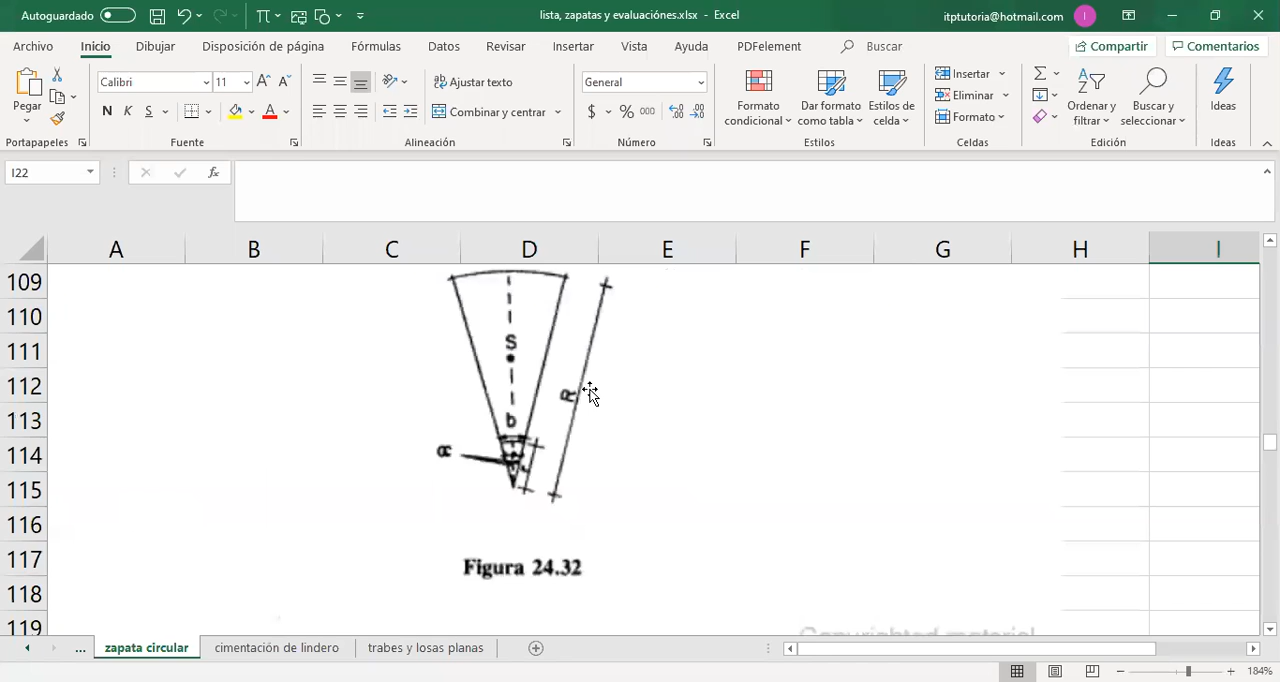 Autoguardado
lista, zapatas y evaluaciónes.xlsx - Excel
itptutoria@hotmail.com
I
Archivo Inicio Dibujar Disposición de página Fórmulas Datos Revisar Insertar Vista Ayuda PDFelement Buscar
Compartir Comentarios
Pegar
Calibri 11
N K S
Ajustar texto
Combinar y centrar
General
$ % 000
Formato condicional
Dar formato como tabla
Estilos de celda
Insertar
Eliminar
Formato
Ordenar y filtrar
Buscar y seleccionar
Ideas
Portapapeles Fuente Alineación Número Estilos Celdas Edición Ideas
I22
fx
A B C D E F G H I
109
110
111
112
113
114
115
116
117
118
119
S
R
b
α
r
Figura 24.32
Copyrighted material
... zapata circular cimentación de lindero trabes y losas planas
184%